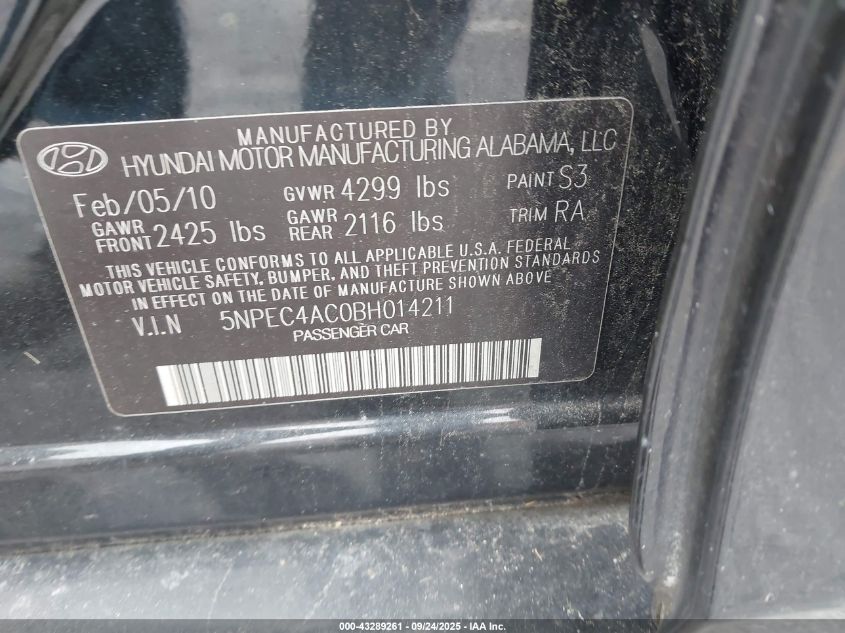 MANUFACTURED BY
HYUNDAI MOTOR MANUFACTURING ALABAMA, LLC
Feb/05/10 GVWR 4299 lbs PAINT S3
GAWR FRONT 2425 lbs GAWR REAR 2116 lbs TRIM RA
THIS VEHICLE CONFORMS TO ALL APPLICABLE U.S.A. FEDERAL
MOTOR VEHICLE SAFETY, BUMPER, AND THEFT PREVENTION STANDARDS
IN EFFECT ON THE DATE OF MANUFACTURE SHOWN ABOVE
V.I.N 5NPEC4AC0BH014211
PASSENGER CAR
000-43289261 - 09/24/2025 - IAA Inc.